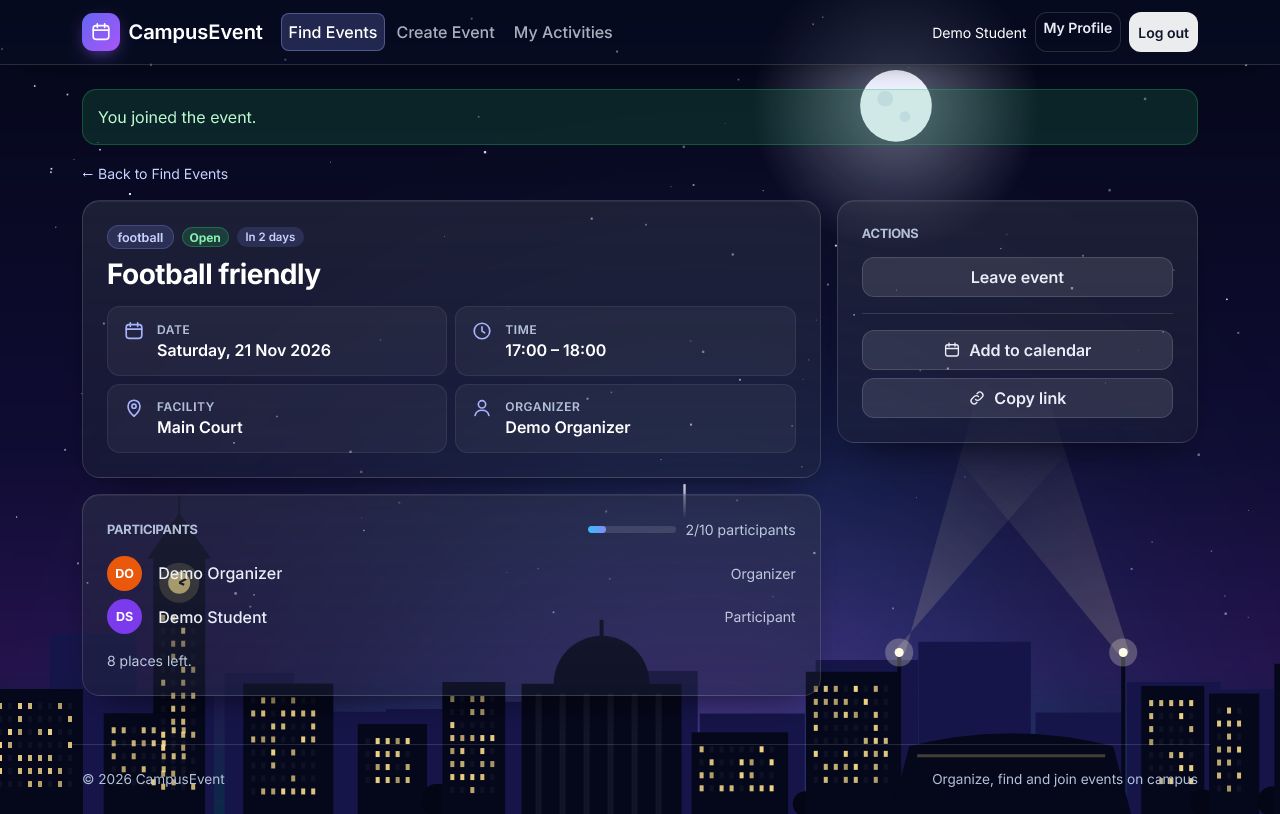 CampusEvent
Find Events
Create Event
My Activities
Demo Student
My Profile
Log out
You joined the event.
← Back to Find Events
football
Open
In 2 days
Football friendly
DATE
Saturday, 21 Nov 2026
TIME
17:00 – 18:00
FACILITY
Main Court
ORGANIZER
Demo Organizer
ACTIONS
Leave event
Add to calendar
Copy link
PARTICIPANTS
2/10 participants
DO
Demo Organizer
Organizer
DS
Demo Student
Participant
8 places left.
© 2026 CampusEvent
Organize, find and join events on campus